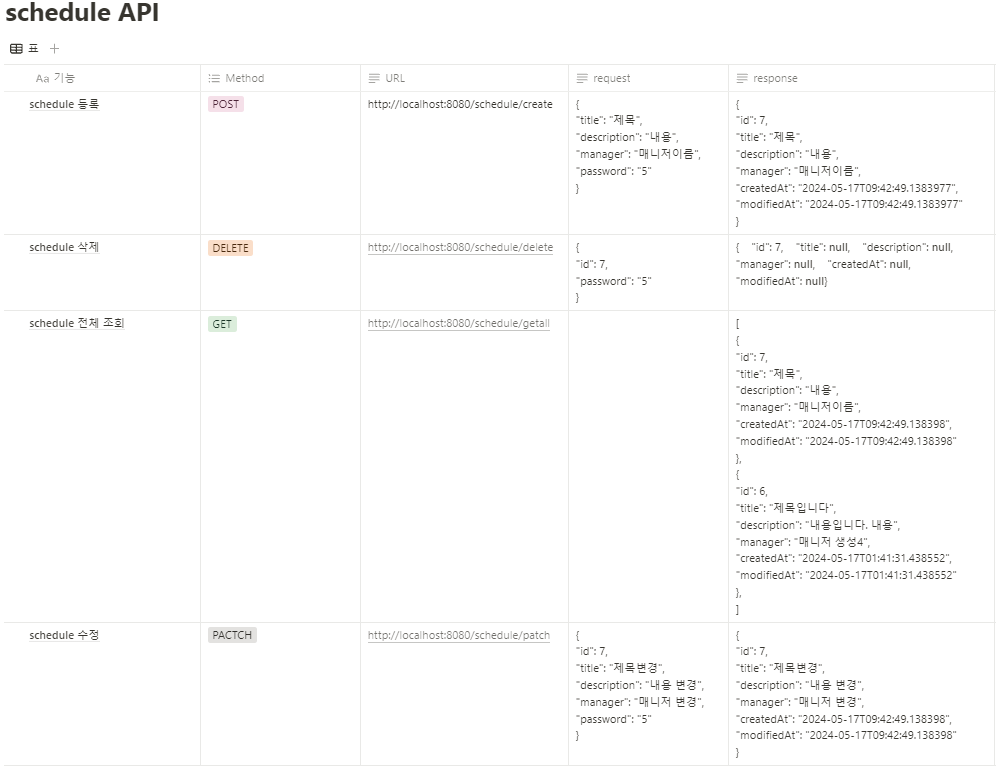 schedule API
표 +
Aa 기능 Method URL request response
schedule 등록 POST http://localhost:8080/schedule/create
{
"title": "제목",
"description": "내용",
"manager": "매니저이름",
"password": "5"
}
{
"id": 7,
"title": "제목",
"description": "내용",
"manager": "매니저이름",
"createdAt": "2024-05-17T09:42:49.1383977",
"modifiedAt": "2024-05-17T09:42:49.1383977"
}
schedule 삭제 DELETE http://localhost:8080/schedule/delete
{
"id": 7,
"password": "5"
}
{ "id": 7, "title": null, "description": null,
"manager": null, "createdAt": null,
"modifiedAt": null}
schedule 전체 조회 GET http://localhost:8080/schedule/getall
[
{
"id": 7,
"title": "제목",
"description": "내용",
"manager": "매니저이름",
"createdAt": "2024-05-17T09:42:49.138398",
"modifiedAt": "2024-05-17T09:42:49.138398"
},
{
"id": 6,
"title": "제목입니다",
"description": "내용입니다. 내용",
"manager": "매니저 생성4",
"createdAt": "2024-05-17T01:41:31.438552",
"modifiedAt": "2024-05-17T01:41:31.438552"
},
]
schedule 수정 PACTCH http://localhost:8080/schedule/patch
{
"id": 7,
"title": "제목변경",
"description": "내용 변경",
"manager": "매니저 변경",
"password": "5"
}
{
"id": 7,
"title": "제목변경",
"description": "내용 변경",
"manager": "매니저 변경",
"createdAt": "2024-05-17T09:42:49.138398",
"modifiedAt": "2024-05-17T09:42:49.138398"
}